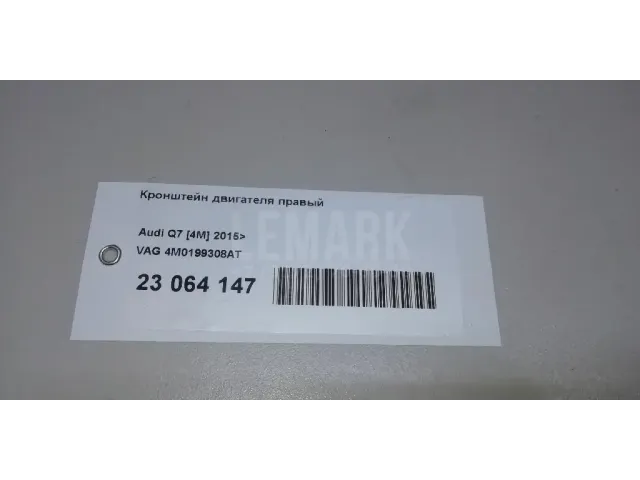 Кронштейн двигателя правый
LEMARK
Audi Q7 [4M] 2015>
VAG 4M0199308AT
23 064 147